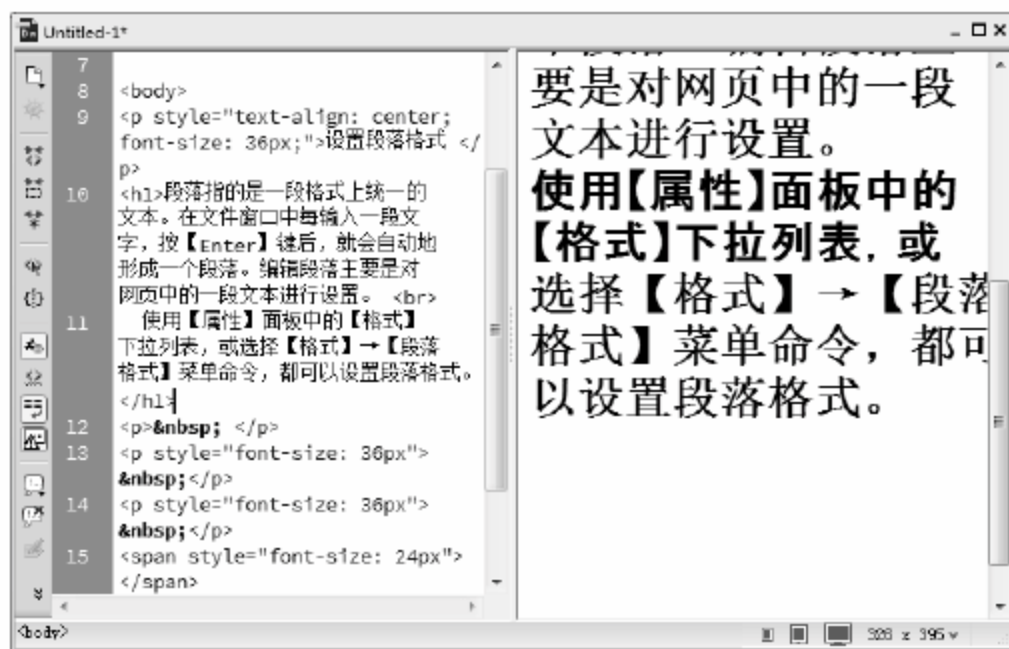 Untitled-1*
7
8 <body>
9 <p style="text-align: center;
font-size: 36px;">设置段落格式 </
p>
10 <hl>段落指的是一段格式上统一的
文本。在文件窗口中每输入一段文
字，按【Enter】键后，就会自动地
形成一个段落。编辑段落主要是对
网页中的一段文本进行设置。 <br>
11 使用【属性】面板中的【格式】
下拉列表，或选择【格式】→【段落
格式】菜单命令，都可以设置段落格式。
</hl>
12 <p>&nbsp; </p>
13 <p style="font-size: 36px">
&nbsp;</p>
14 <p style="font-size: 36px">
&nbsp;</p>
15 <span style="font-size: 24px">
</span>
<body>
要是对网页中的一段
文本进行设置。
使用【属性】面板中的
【格式】下拉列表，或
选择【格式】→【段落
格式】菜单命令，都可
以设置段落格式。
326 x 395